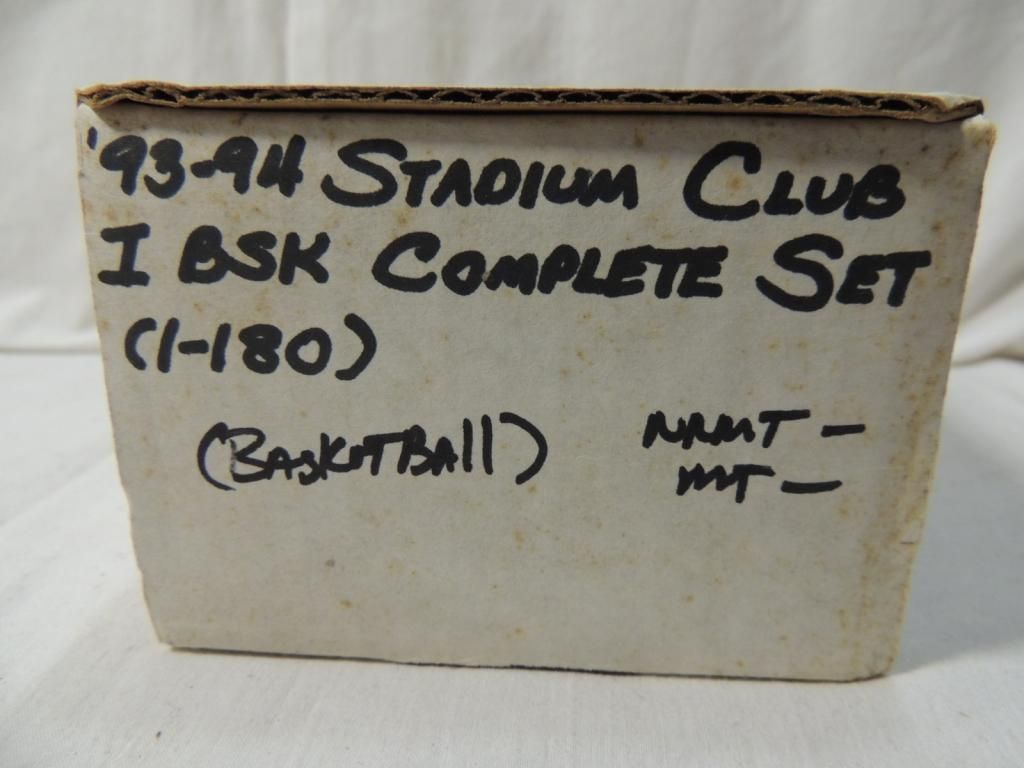 '93-94 STADIUM CLUB
I BSK COMPLETE SET
(1-180)
(BASKETBAll) NRMT -
MT -